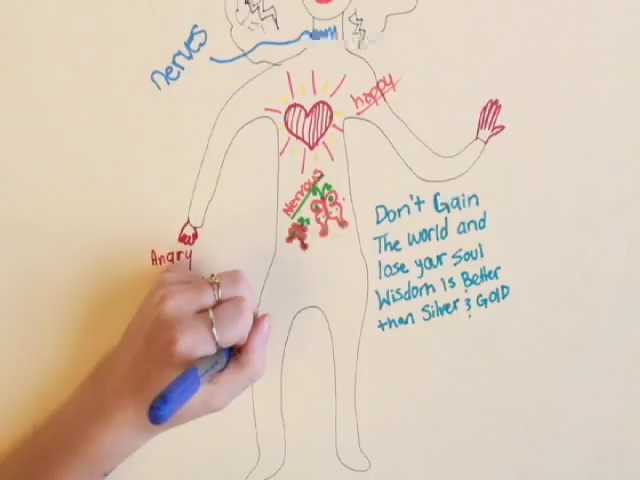 nerves
happy
Nervous
Angry
Don't Gain
The world and
lose your Soul
Wisdom is Better
than Silver & GOlD